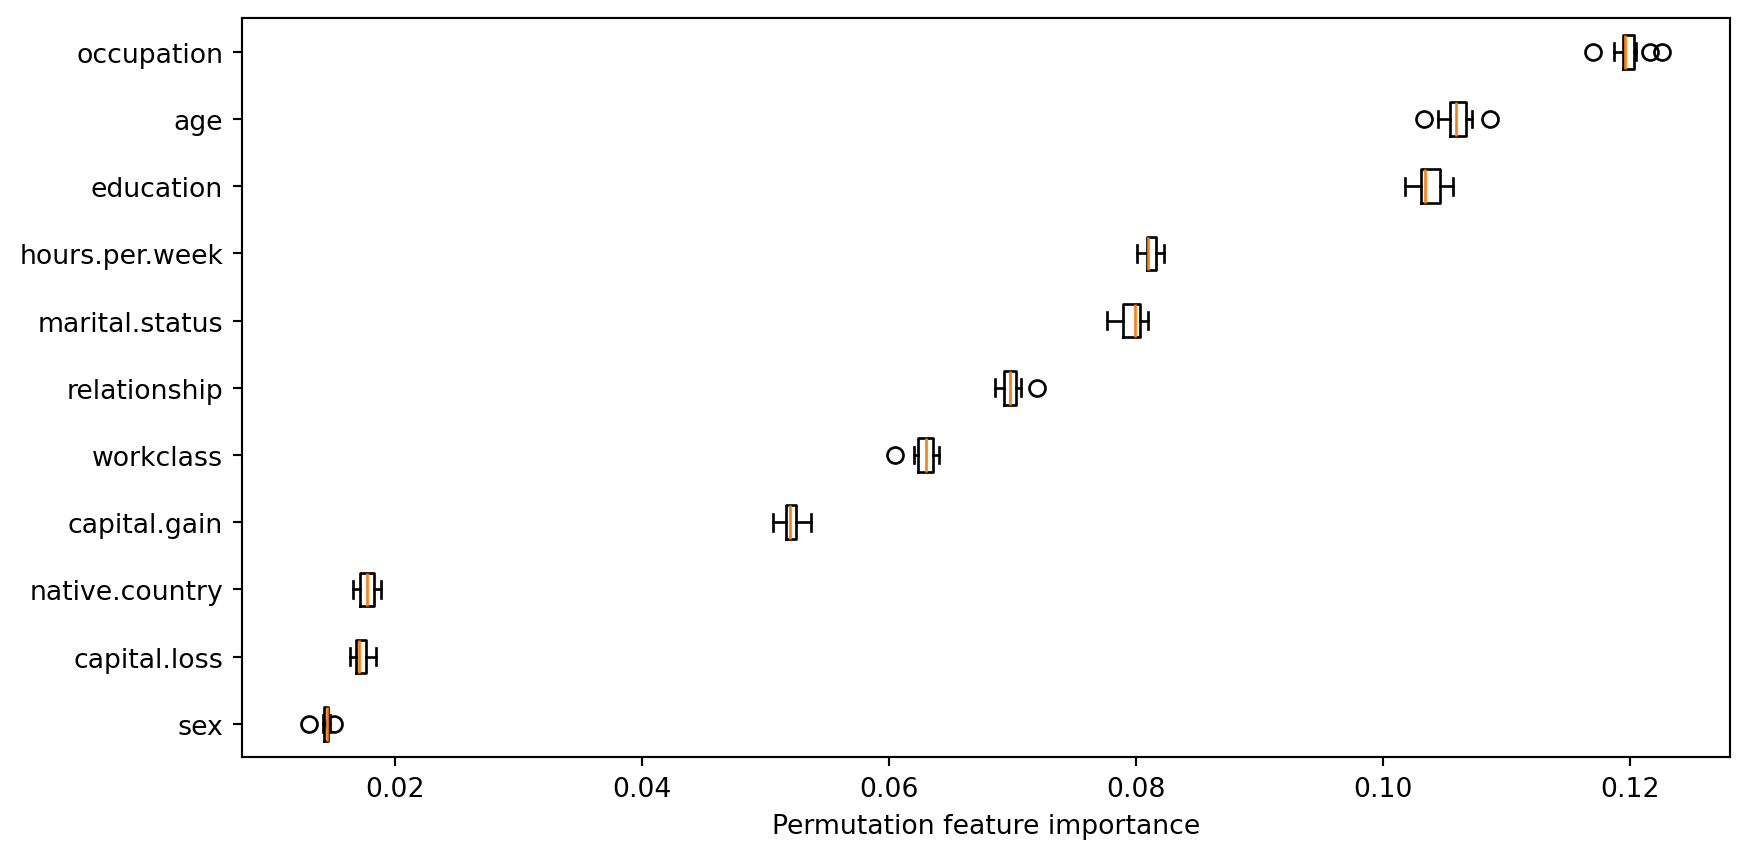 occupation
age
education
hours.per.week
marital.status
relationship
workclass
capital.gain
native.country
capital.loss
sex
0.02 0.04 0.06 0.08 0.10 0.12
Permutation feature importance